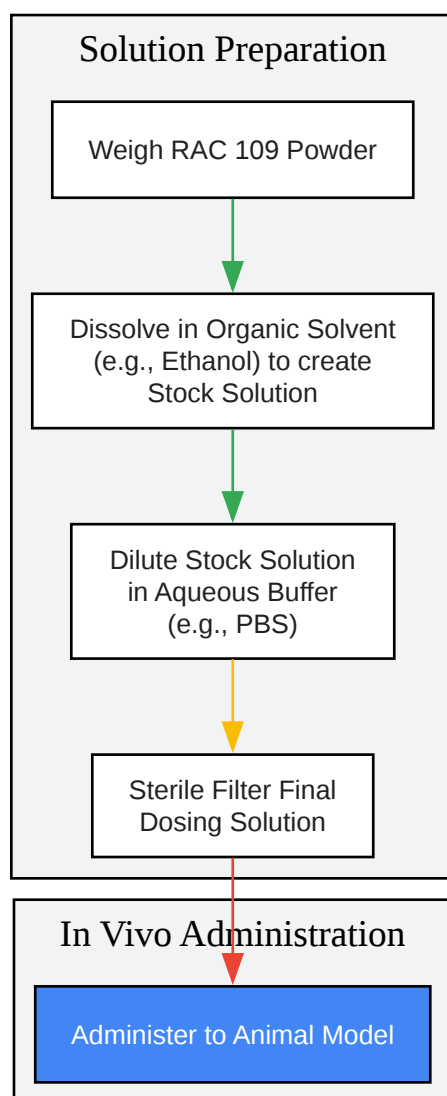 Solution Preparation
Weigh RAC 109 Powder
Dissolve in Organic Solvent
(e.g., Ethanol) to create
Stock Solution
Dilute Stock Solution
in Aqueous Buffer
(e.g., PBS)
Sterile Filter Final
Dosing Solution
In Vivo Administration
Administer to Animal Model